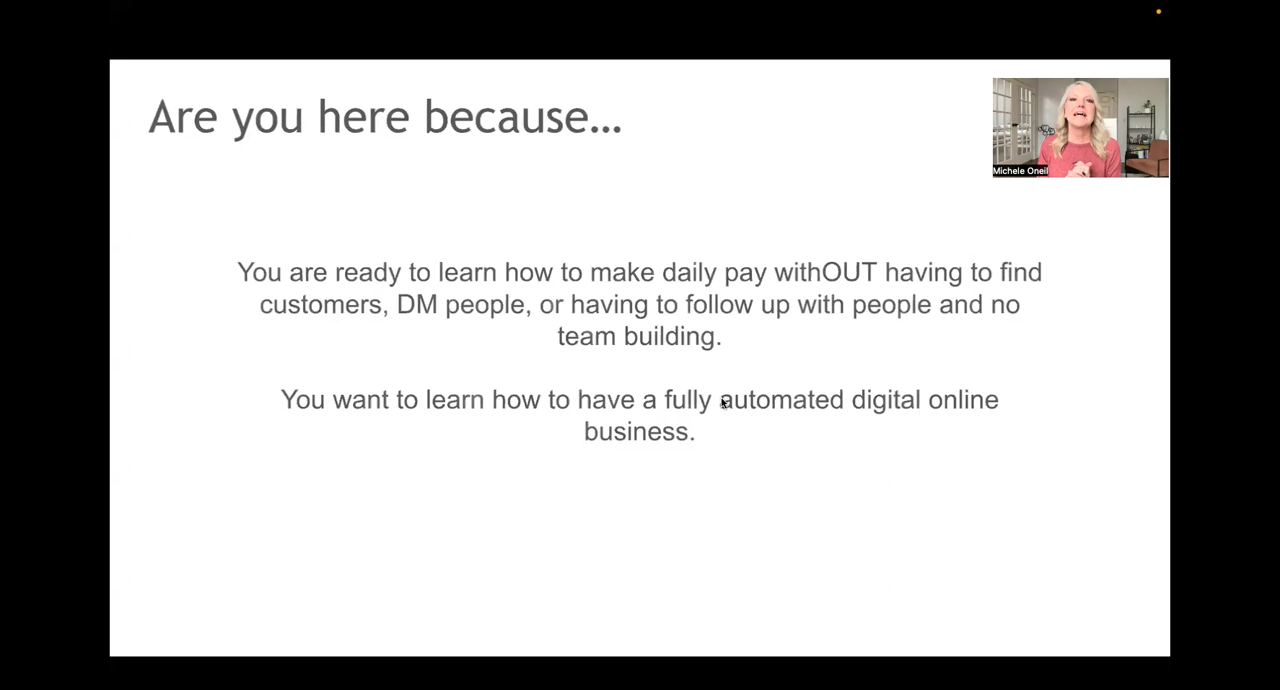 Are you here because...
Michele Oneil
You are ready to learn how to make daily pay withOUT having to find
customers, DM people, or having to follow up with people and no
team building.
You want to learn how to have a fully automated digital online
business.